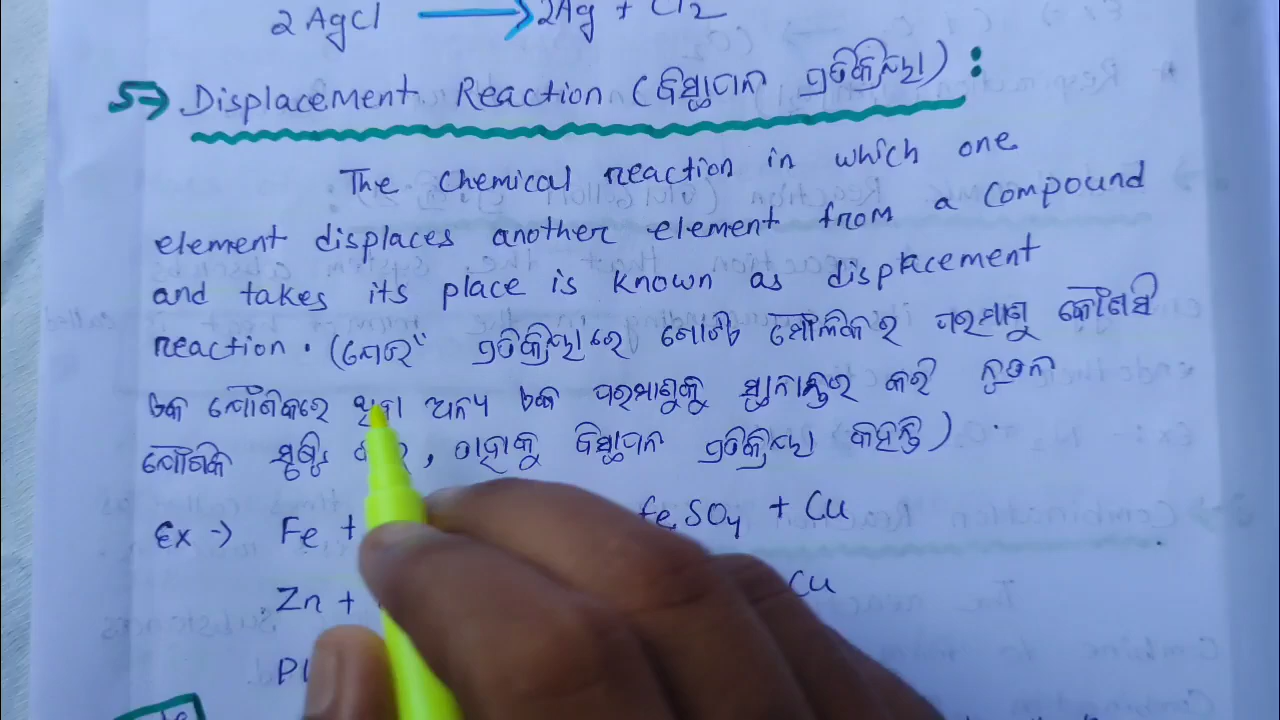 2AgCl ⟶ 2Ag + Cl2
5→ Displacement Reaction (ବିସ୍ଥାପନ ପ୍ରତିକ୍ରିୟା) :
The chemical reaction in which one
element displaces another element from a compound
and takes its place is known as displacement
reaction. (ଯେଉଁ ପ୍ରତିକ୍ରିୟାରେ ଗୋଟିଏ ମୌଳିକର ପରମାଣୁ କୌଣସି
ଏକ ଯୌଗିକରେ ଥିବା ଅନ୍ୟ ଏକ ପରମାଣୁକୁ ସ୍ଥାନାନ୍ତର କରି ନୂତନ
ଯୌଗିକ ସୃଷ୍ଟି , ତାହାକୁ ବିସ୍ଥାପନ ପ୍ରତିକ୍ରିୟା କହନ୍ତି)
Ex → Fe + FeSO4 + Cu
Zn + Cu